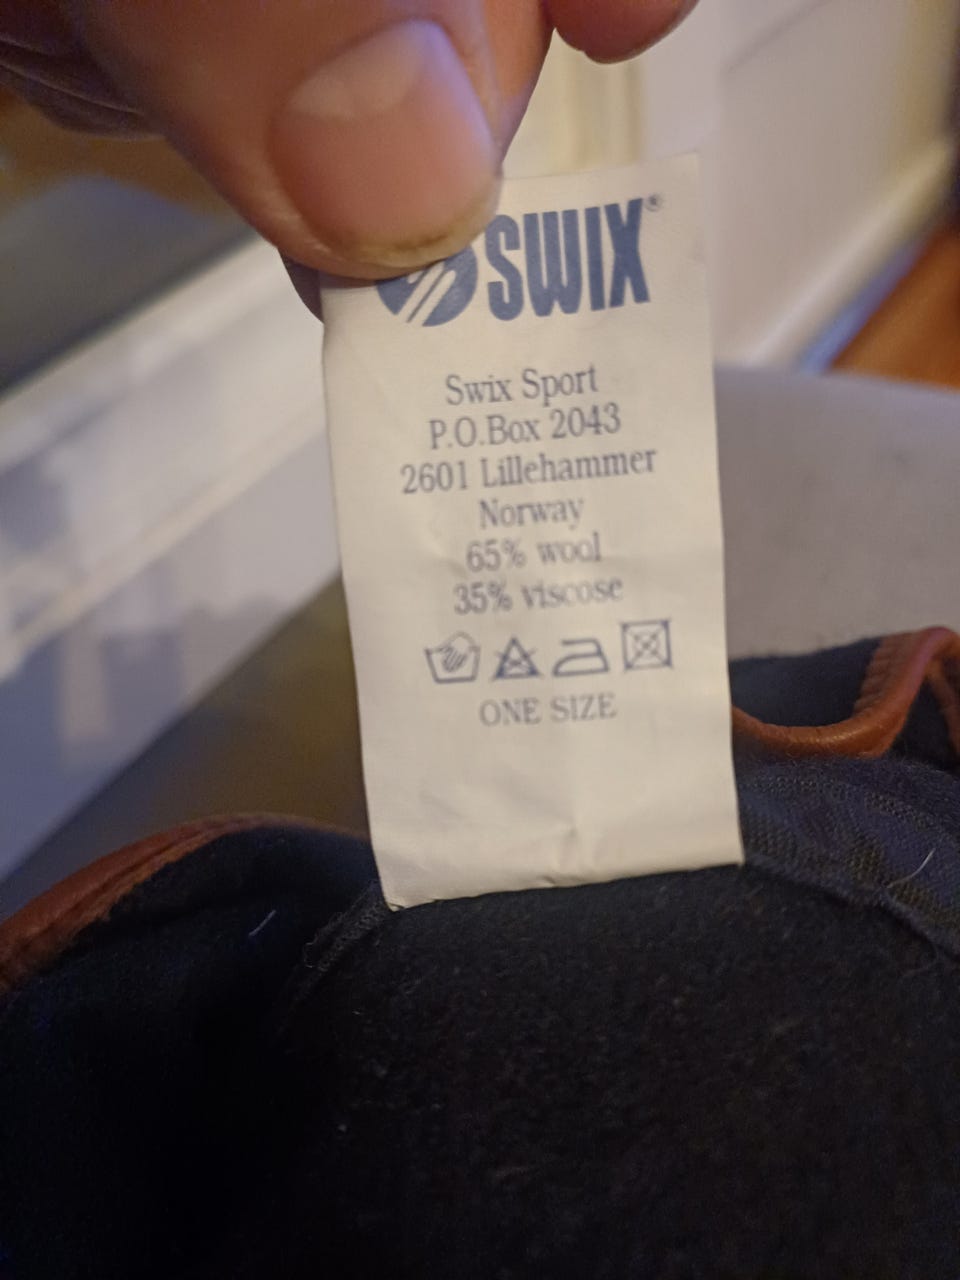 SWIX®
Swix Sport
P.O.Box 2043
2601 Lillehammer
Norway
65% wool
35% viscose
ONE SIZE